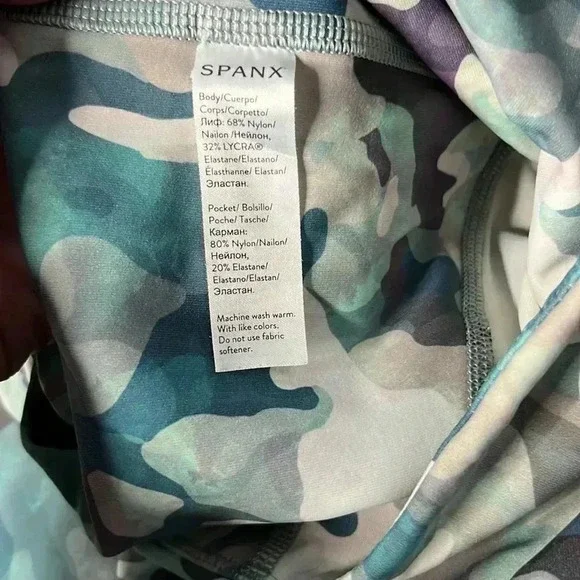 SPANX
Body/Cuerpo/
Corps/Corpetto/
Лиф: 68% Nylon/
Nailon /Нейлон,
32% LYCRA®
Elastane/Elastano/
Élasthanne/Elastan/
Эластан.
Pocket/ Bolsillo/
Poche/ Tasche/
Карман:
80% Nylon/Nailon/
Нейлон,
20% Elastane/
Elastano/Elastan/
Эластан.
Machine wash warm.
With like colors.
Do not use fabric
softener.